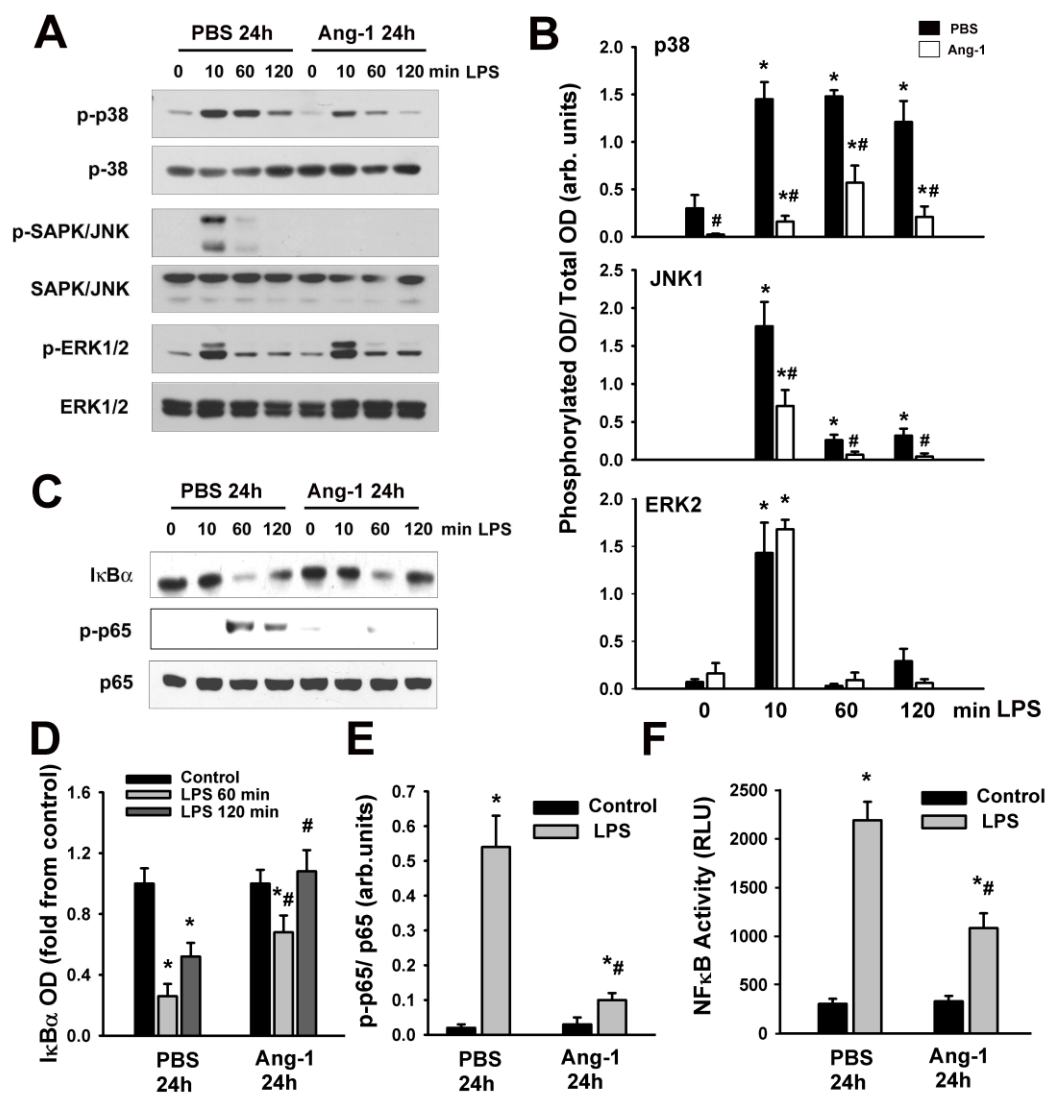 A
PBS 24h Ang-1 24h
0 10 60 120 0 10 60 120 min LPS
p-p38
p-38
p-SAPK/JNK
SAPK/JNK
p-ERK1/2
ERK1/2
B
PBS
Ang-1
Phosphorylated OD/ Total OD (arb. units)
p38
2.0
1.5
1.0
0.5
0.0
* * *
# *# *# *#
JNK1
2.5
2.0
1.5
1.0
0.5
0.0
*
*#
* # * #
ERK2
2.0
1.5
1.0
0.5
0.0
* *
0 10 60 120 min LPS
C
PBS 24h Ang-1 24h
0 10 60 120 0 10 60 120 min LPS
IκBα
p-p65
p65
D
Control
LPS 60 min
LPS 120 min
IκBα OD (fold from control)
1.6
1.2
0.8
0.4
0.0
* * *# #
PBS 24h
Ang-1 24h
E
Control
LPS
p-p65/ p65 (arb.units)
0.7
0.6
0.5
0.4
0.3
0.2
0.1
0.0
* *#
PBS 24h
Ang-1 24h
F
Control
LPS
NFκB Activity (RLU)
2500
2000
1500
1000
500
0
* *#
PBS 24h
Ang-1 24h